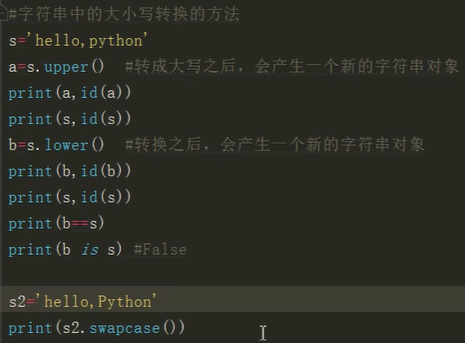 #字符串中的大小写转换的方法
s='hello,python'
a=s.upper()  #转成大写之后，会产生一个新的字符串对象
print(a,id(a))
print(s,id(s))
b=s.lower()  #转换之后，会产生一个新的字符串对象
print(b,id(b))
print(s,id(s))
print(b==s)
print(b is s) #False
s2='hello,Python'
print(s2.swapcase())